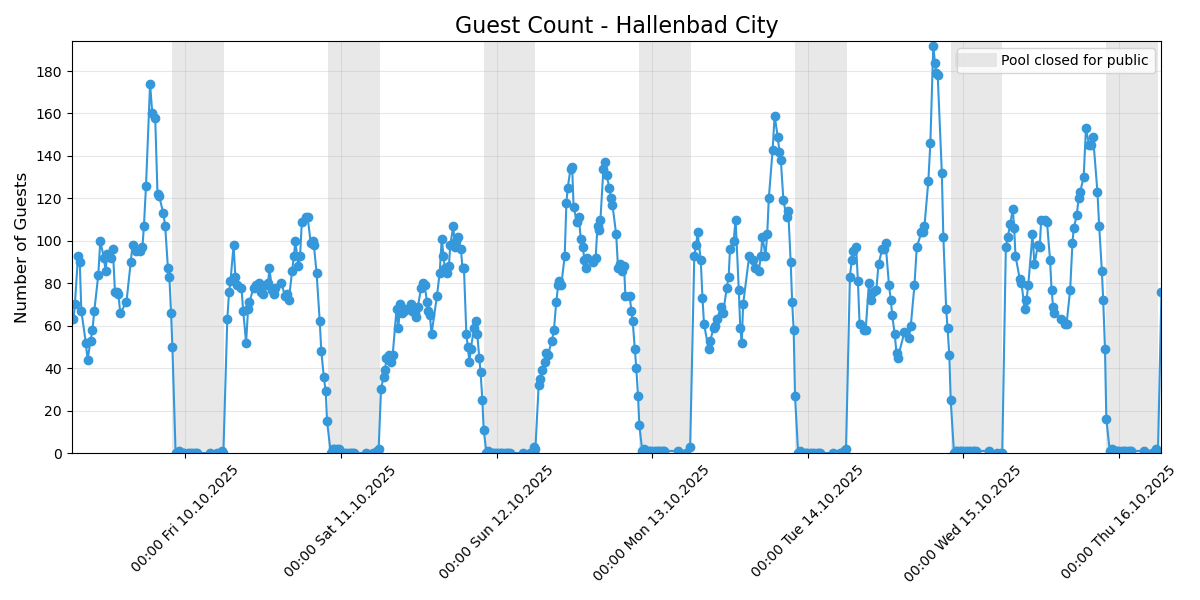 Guest Count - Hallenbad City
Pool closed for public
Number of Guests
180
160
140
120
100
80
60
40
20
0
00:00 Fri 10.10.2025
00:00 Sat 11.10.2025
00:00 Sun 12.10.2025
00:00 Mon 13.10.2025
00:00 Tue 14.10.2025
00:00 Wed 15.10.2025
00:00 Thu 16.10.2025